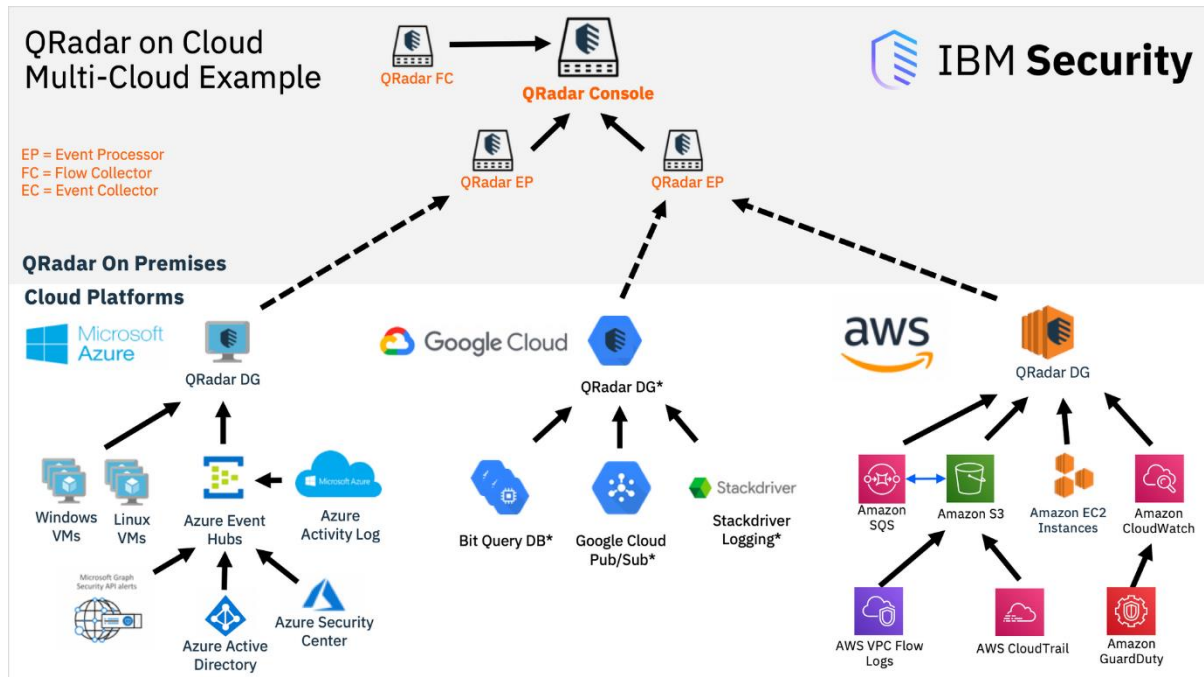 QRadar on Cloud
Multi-Cloud Example
QRadar FC
QRadar Console
IBM Security
EP = Event Processor
FC = Flow Collector
EC = Event Collector
QRadar EP
QRadar EP
QRadar On Premises
Cloud Platforms
Microsoft
Azure
QRadar DG
Google Cloud
QRadar DG*
aws
QRadar DG
Windows
VMs
Linux
VMs
Azure Event
Hubs
Microsoft Azure
Azure
Activity Log
Bit Query DB*
Google Cloud
Pub/Sub*
Stackdriver
Stackdriver
Logging*
Amazon
SQS
Amazon S3
Amazon EC2
Instances
Amazon
CloudWatch
Microsoft Graph
Security API alerts
Azure Active
Directory
Azure Security
Center
AWS VPC Flow
Logs
AWS CloudTrail
Amazon
GuardDuty